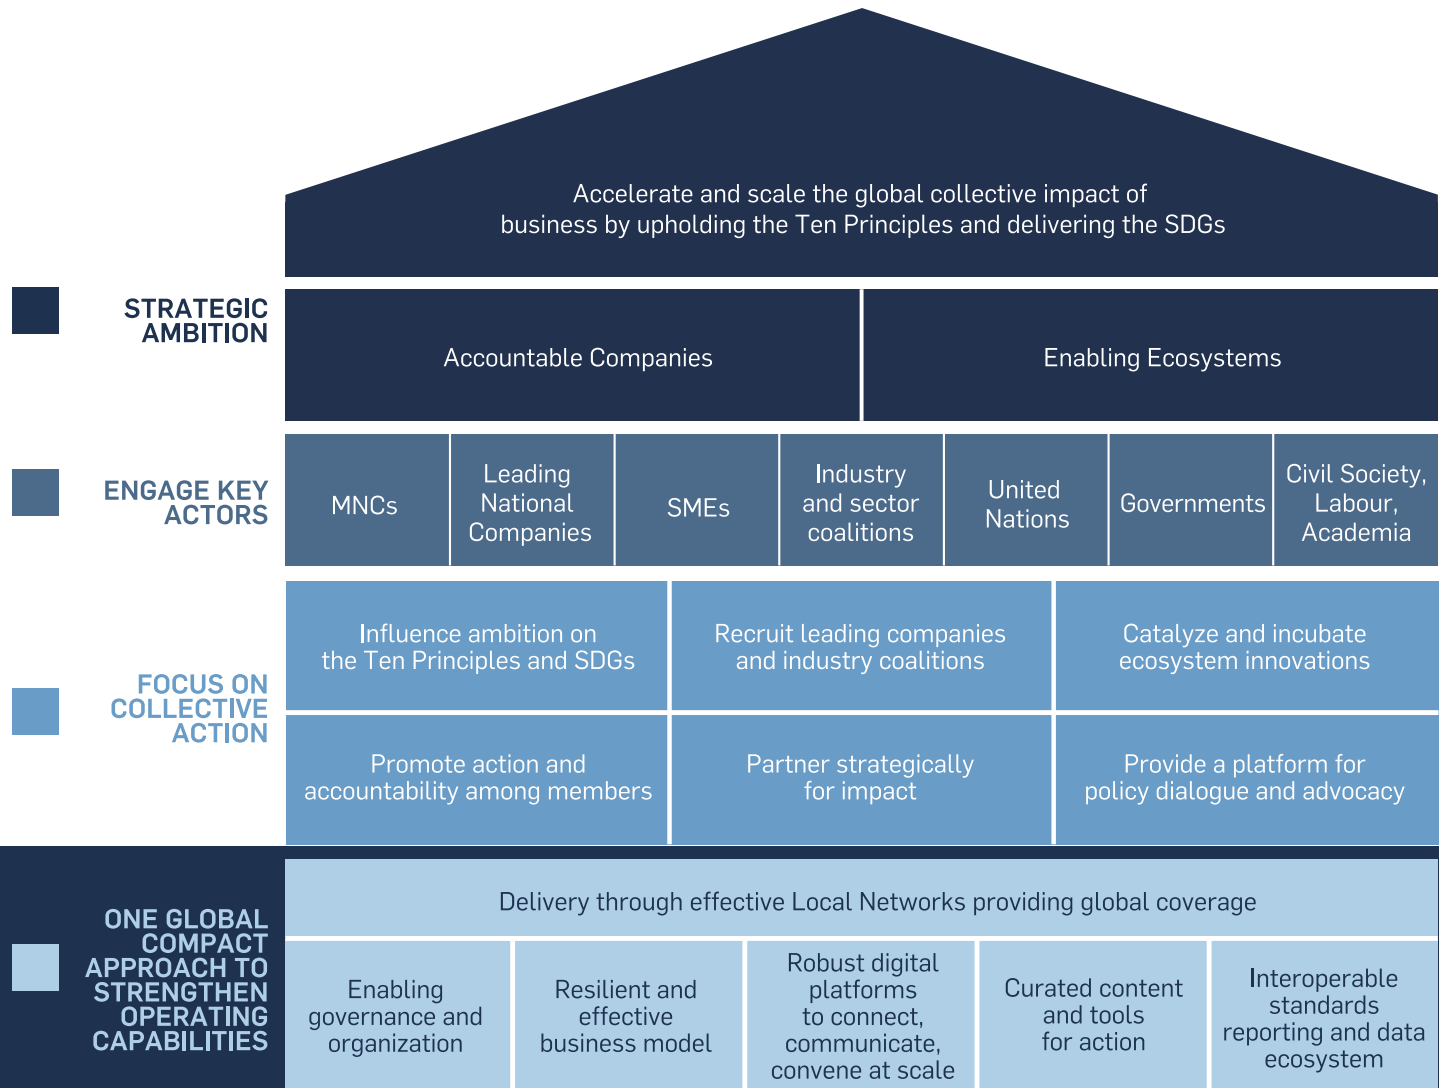 Accelerate and scale the global collective impact of
business by upholding the Ten Principles and delivering the SDGs
STRATEGIC
AMBITION
Accountable Companies
Enabling Ecosystems
ENGAGE KEY
ACTORS
MNCs
Leading
National
Companies
SMEs
Industry
and sector
coalitions
United
Nations
Governments
Civil Society,
Labour,
Academia
FOCUS ON
COLLECTIVE
ACTION
Influence ambition on
the Ten Principles and SDGs
Recruit leading companies
and industry coalitions
Catalyze and incubate
ecosystem innovations
Promote action and
accountability among members
Partner strategically
for impact
Provide a platform for
policy dialogue and advocacy
ONE GLOBAL
COMPACT
APPROACH TO
STRENGTHEN
OPERATING
CAPABILITIES
Delivery through effective Local Networks providing global coverage
Enabling
governance and
organization
Resilient and
effective
business model
Robust digital
platforms
to connect,
communicate,
convene at scale
Curated content
and tools
for action
Interoperable
standards
reporting and data
ecosystem